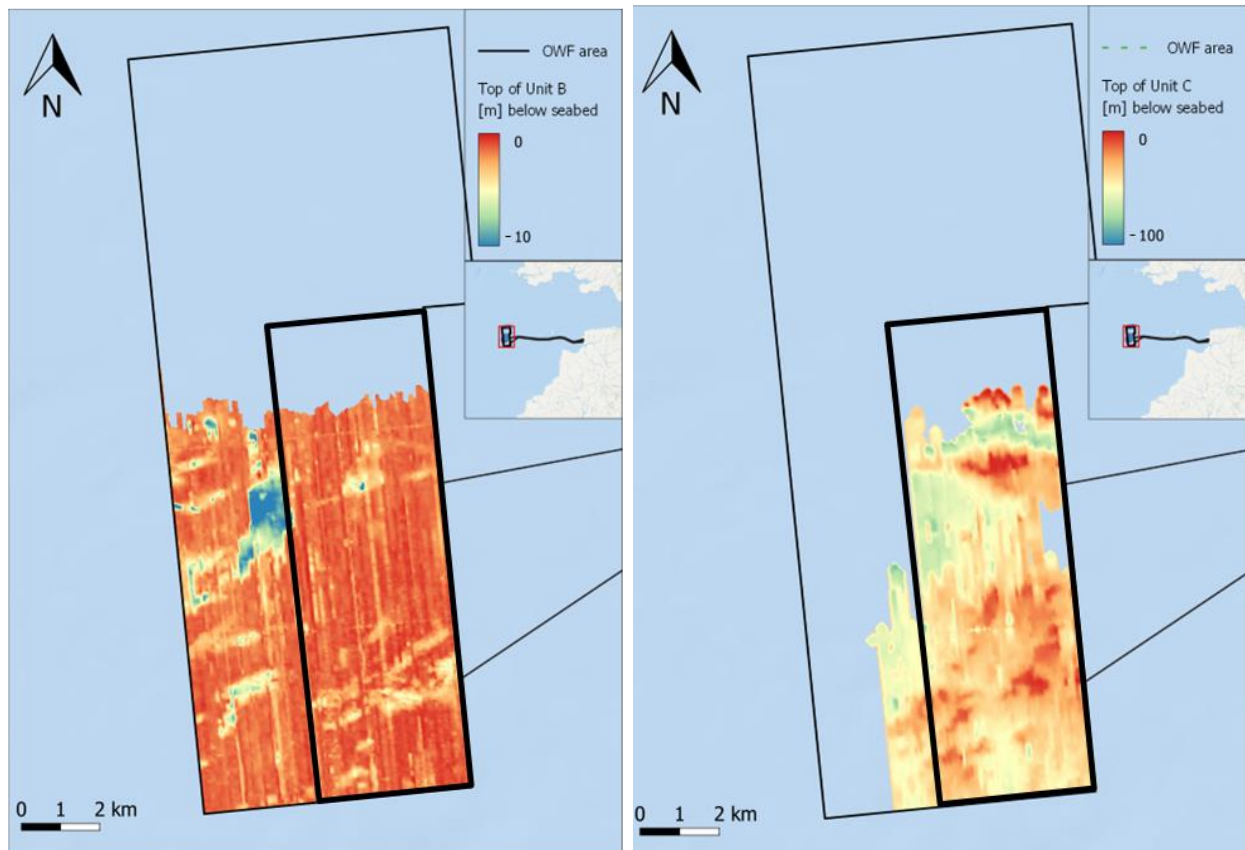 N
OWF area
Top of Unit B
[m] below seabed
0
-10
0 1 2 km
N
OWF area
Top of Unit C
[m] below seabed
0
-100
0 1 2 km